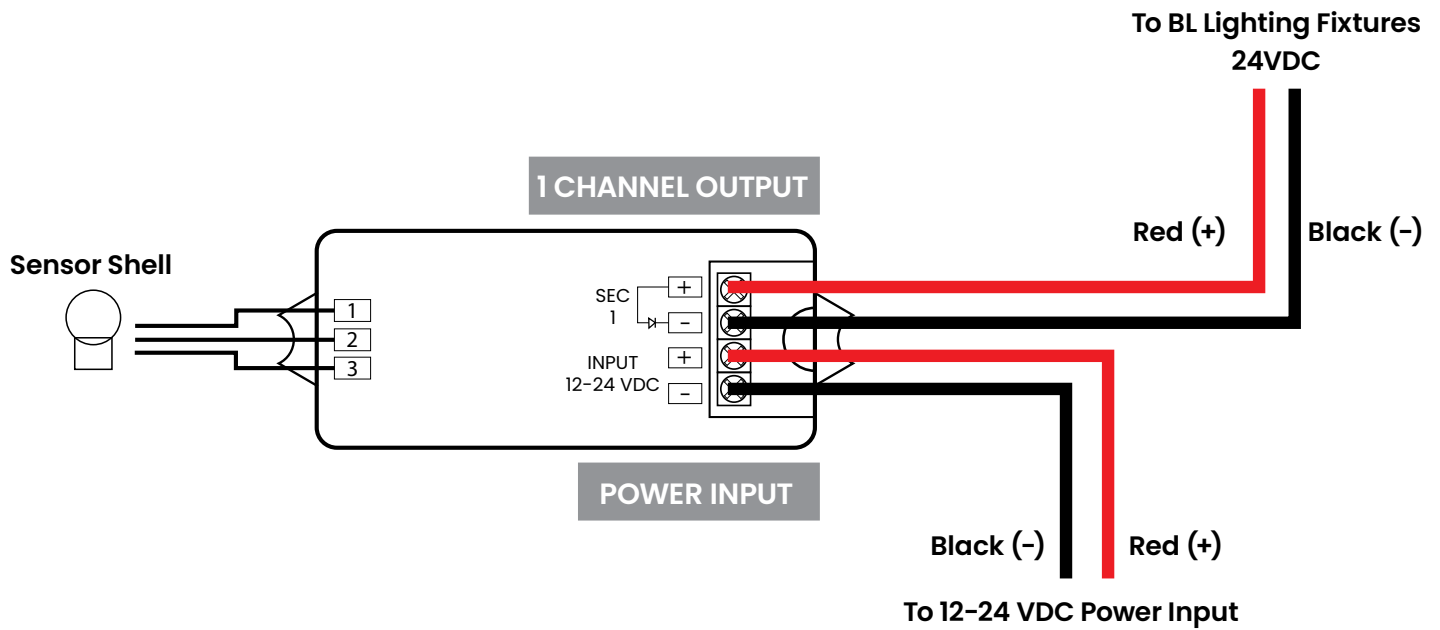 To BL Lighting Fixtures
24VDC
1 CHANNEL OUTPUT
Red (+)
Black (-)
Sensor Shell
1
2
3
SEC
1
+
-
INPUT
12-24 VDC
+
-
POWER INPUT
Black (-)
Red (+)
To 12-24 VDC Power Input